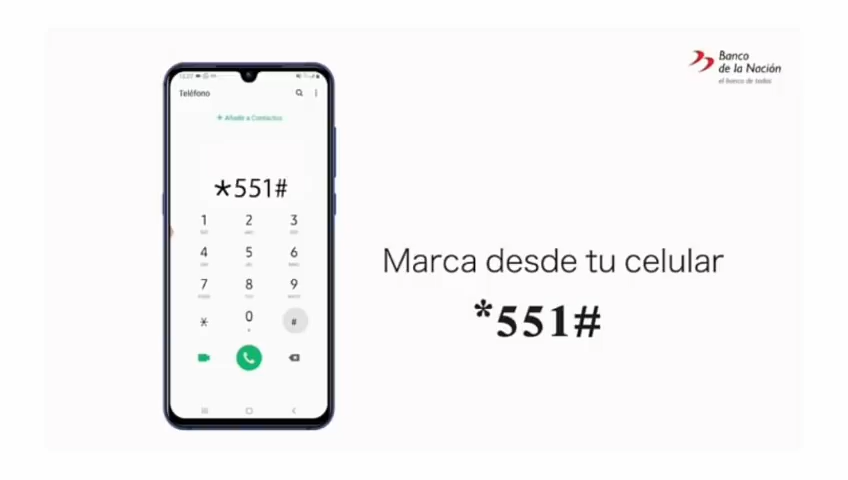 Banco
de la Nación
el banco de todos
Teléfono
+ Añadir a Contactos
*551#
1 2 3
4 5 6
7 8 9
* 0 #
Marca desde tu celular
*551#